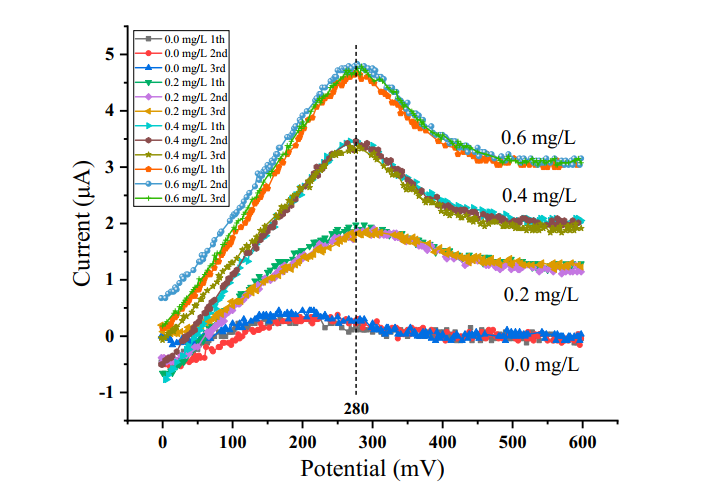 0.0 mg/L 1th
0.0 mg/L 2nd
0.0 mg/L 3rd
0.2 mg/L 1th
0.2 mg/L 2nd
0.2 mg/L 3rd
0.4 mg/L 1th
0.4 mg/L 2nd
0.4 mg/L 3rd
0.6 mg/L 1th
0.6 mg/L 2nd
0.6 mg/L 3rd
5
4
3
2
1
0
-1
Current (μA)
0.6 mg/L
0.4 mg/L
0.2 mg/L
0.0 mg/L
280
0 100 200 300 400 500 600
Potential (mV)